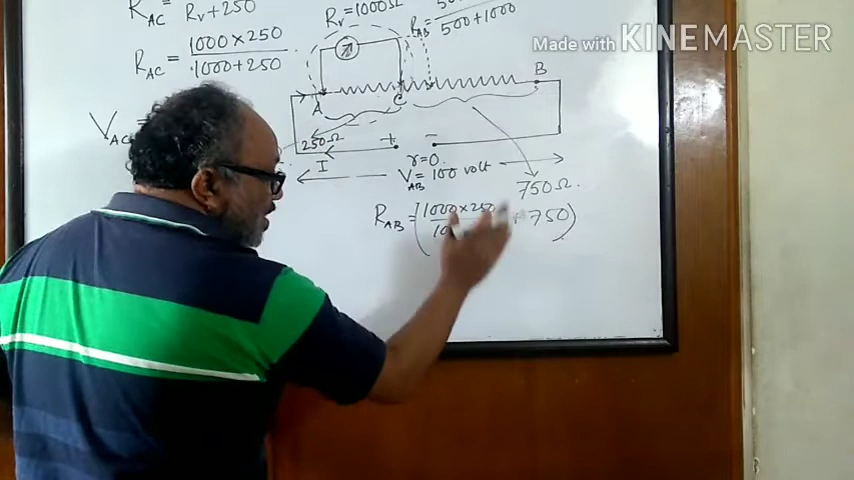 R_AC = R_V + 250
R_AC = 1000 × 250 / 1000 + 250
V_AC
R_V = 1000Ω
R_AB = 500 + 1000
Made with KINEMASTER
A C B
250Ω
I + −
r = 0.
V_AB = 100 volt
750Ω.
R_AB = (1000 × 250 / 10 + 750)